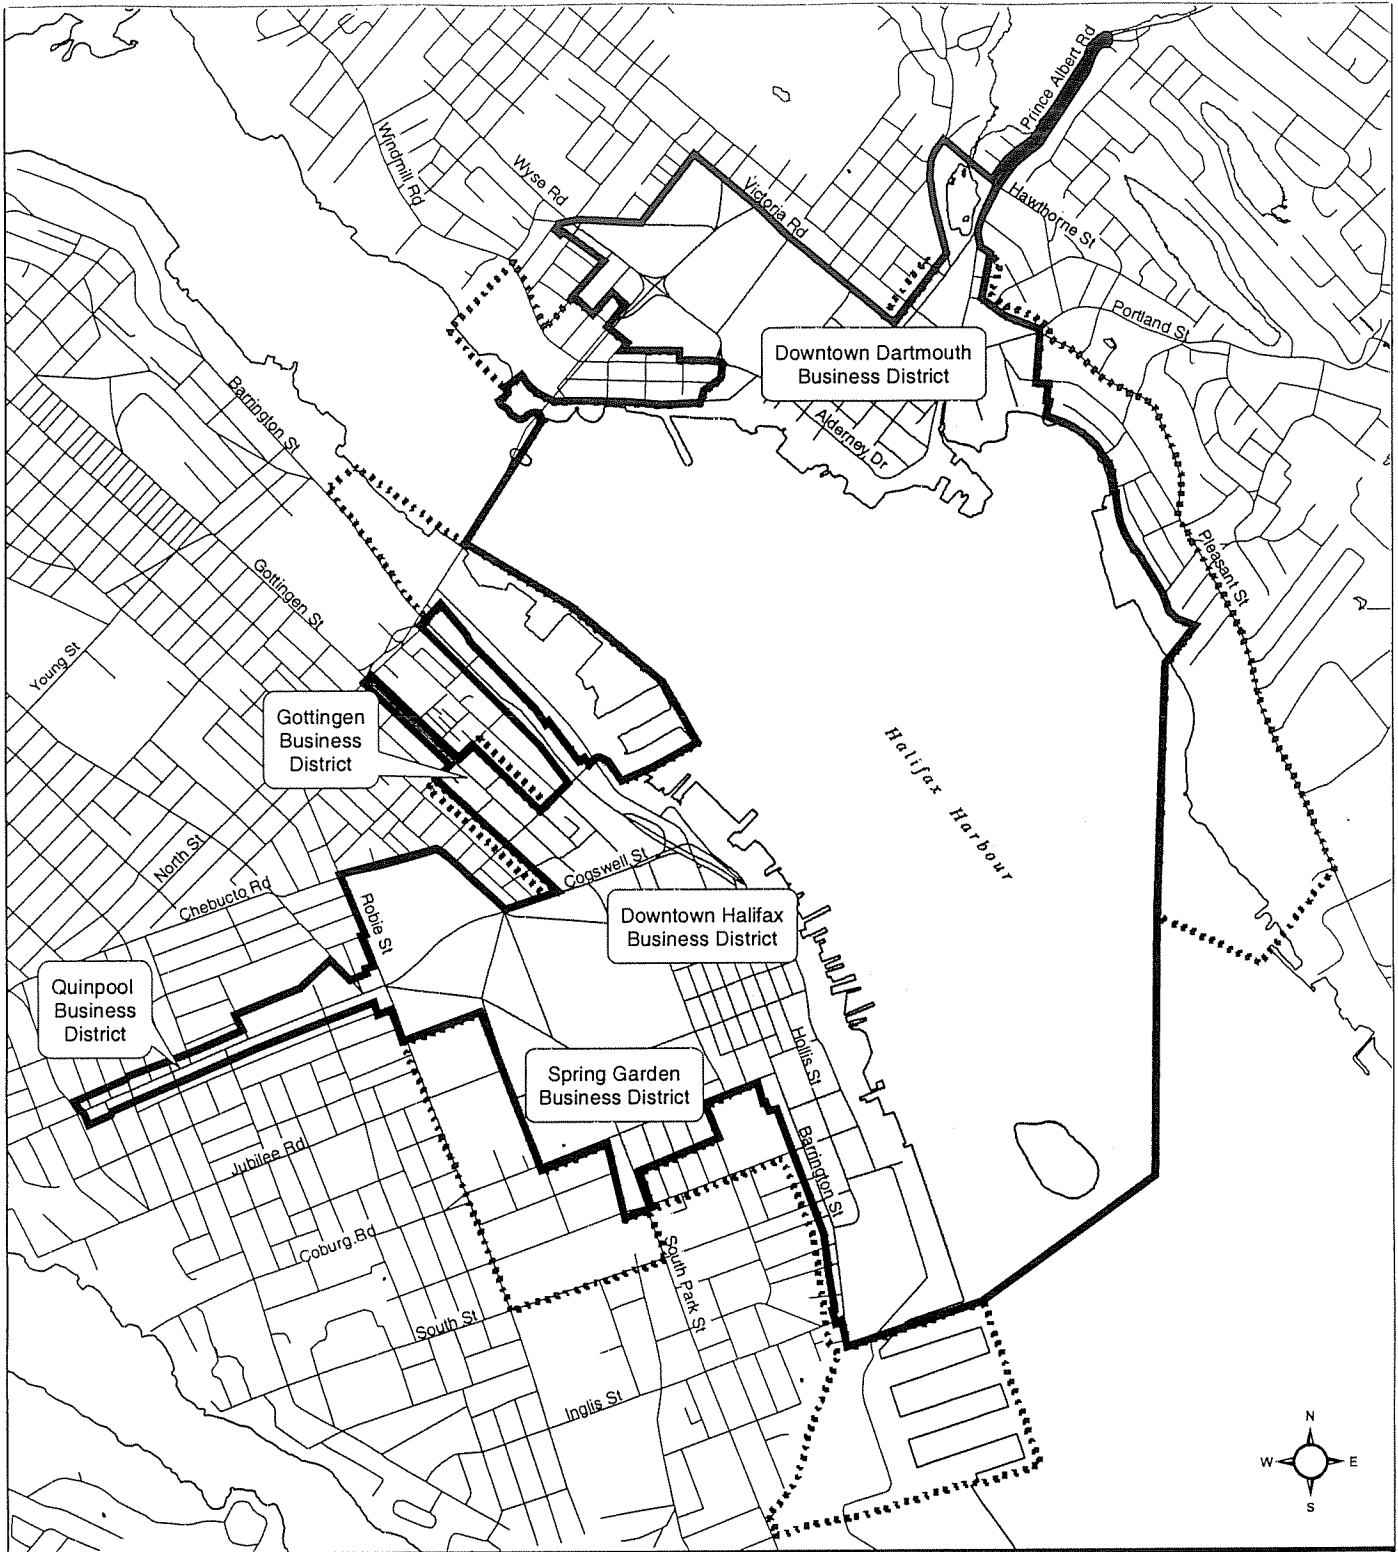 Prince Albert Rd
Windmill Rd
Wyse Rd
Victoria Rd
Hawthorne St
Portland St
Downtown Dartmouth
Business District
Barrington St
Alderney Dr
Gottingen St
Pleasant St
Young St
Gottingen
Business
District
Halifax Harbour
North St
Cogswell St
Chebucto Rd
Robie St
Downtown Halifax
Business District
Quinpool
Business
District
Hollis St
Spring Garden
Business District
Jubilee Rd
Barrington St
Coburg Rd
South Park St
South St
Inglis St
N
W
E
S